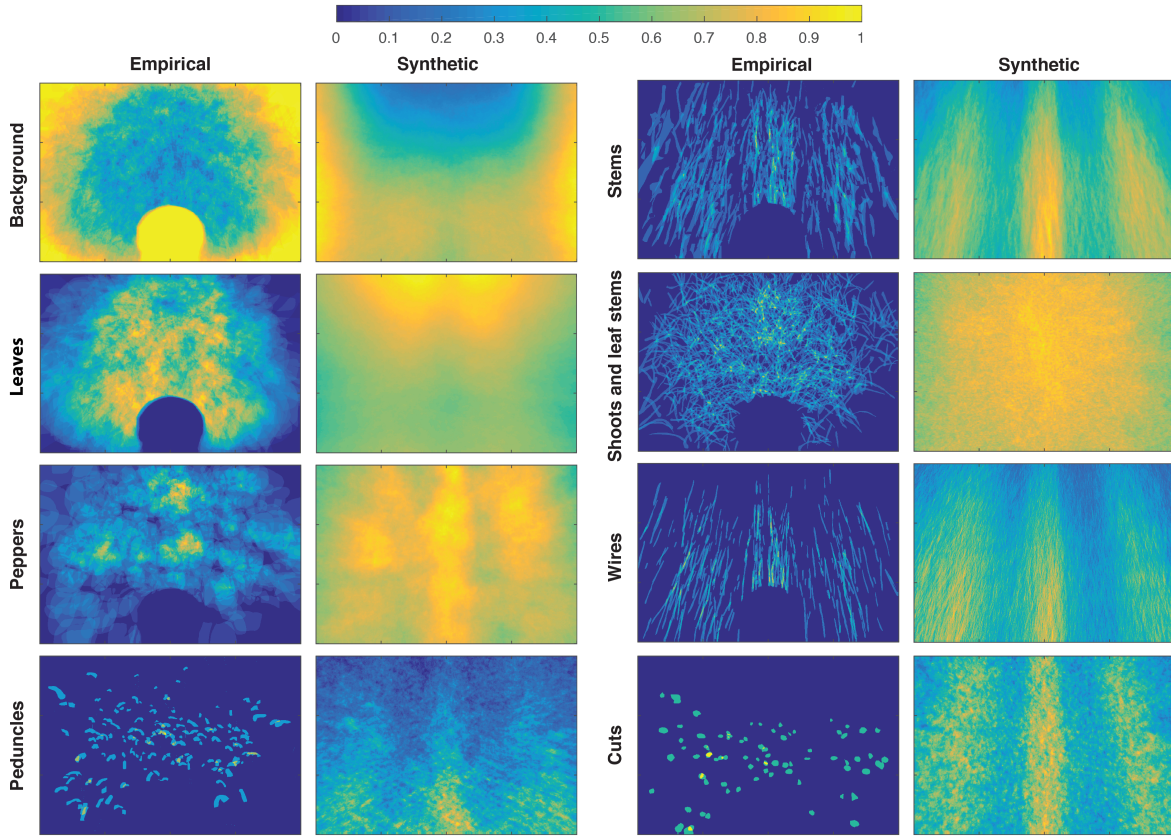 0 0.1 0.2 0.3 0.4 0.5 0.6 0.7 0.8 0.9 1
Empirical Synthetic Empirical Synthetic
Background
Stems
Leaves
Shoots and leaf stems
Peppers
Wires
Peduncles
Cuts